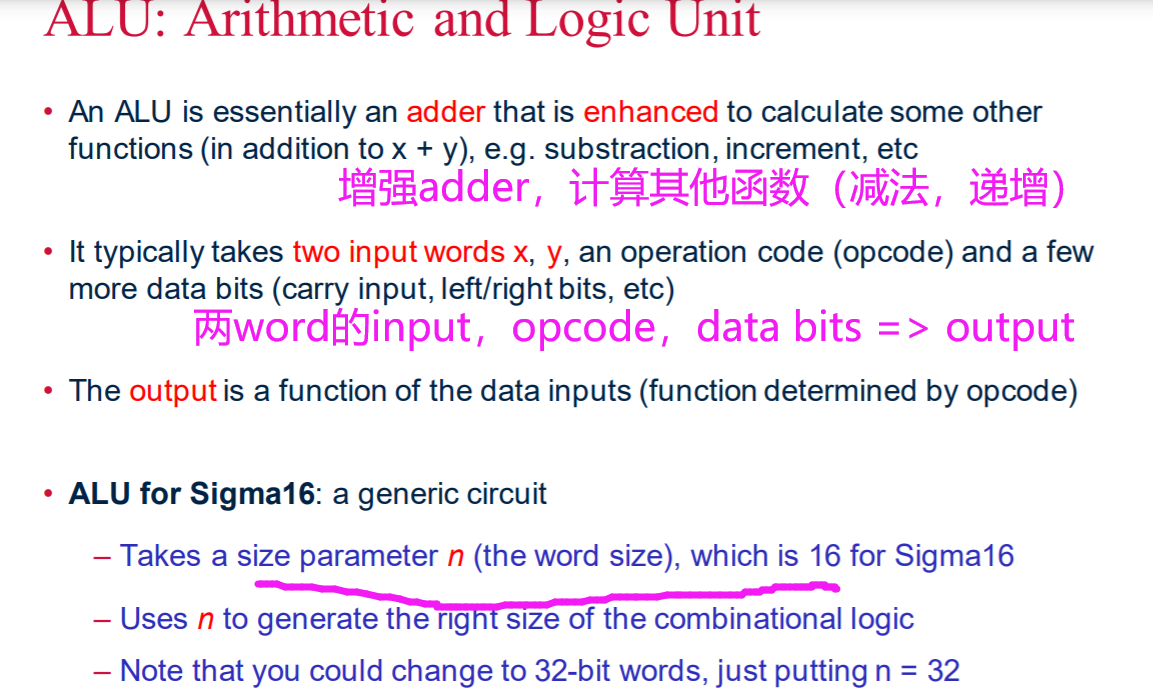 ALU: Arithmetic and Logic Unit
• An ALU is essentially an adder that is enhanced to calculate some other
functions (in addition to x + y), e.g. substraction, increment, etc
增强adder，计算其他函数（减法，递增）
• It typically takes two input words x, y, an operation code (opcode) and a few
more data bits (carry input, left/right bits, etc)
两word的input，opcode，data bits => output
• The output is a function of the data inputs (function determined by opcode)
• ALU for Sigma16: a generic circuit
– Takes a size parameter n (the word size), which is 16 for Sigma16
– Uses n to generate the right size of the combinational logic
– Note that you could change to 32-bit words, just putting n = 32